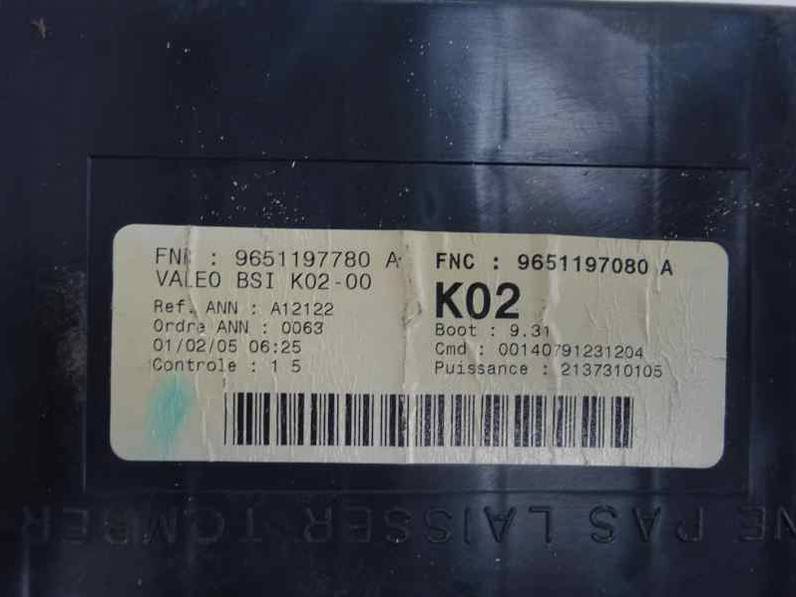 FNR : 9651197780 A
VALEO BSI K02-00
Ref. ANN : A12122
Ordre ANN : 0063
01/02/05 06:25
Controle : 1 5
FNC : 9651197080 A
K02
Boot : 9.31
Cmd : 00140791231204
Puissance : 2137310105
NE PAS LAISSER TOMBER